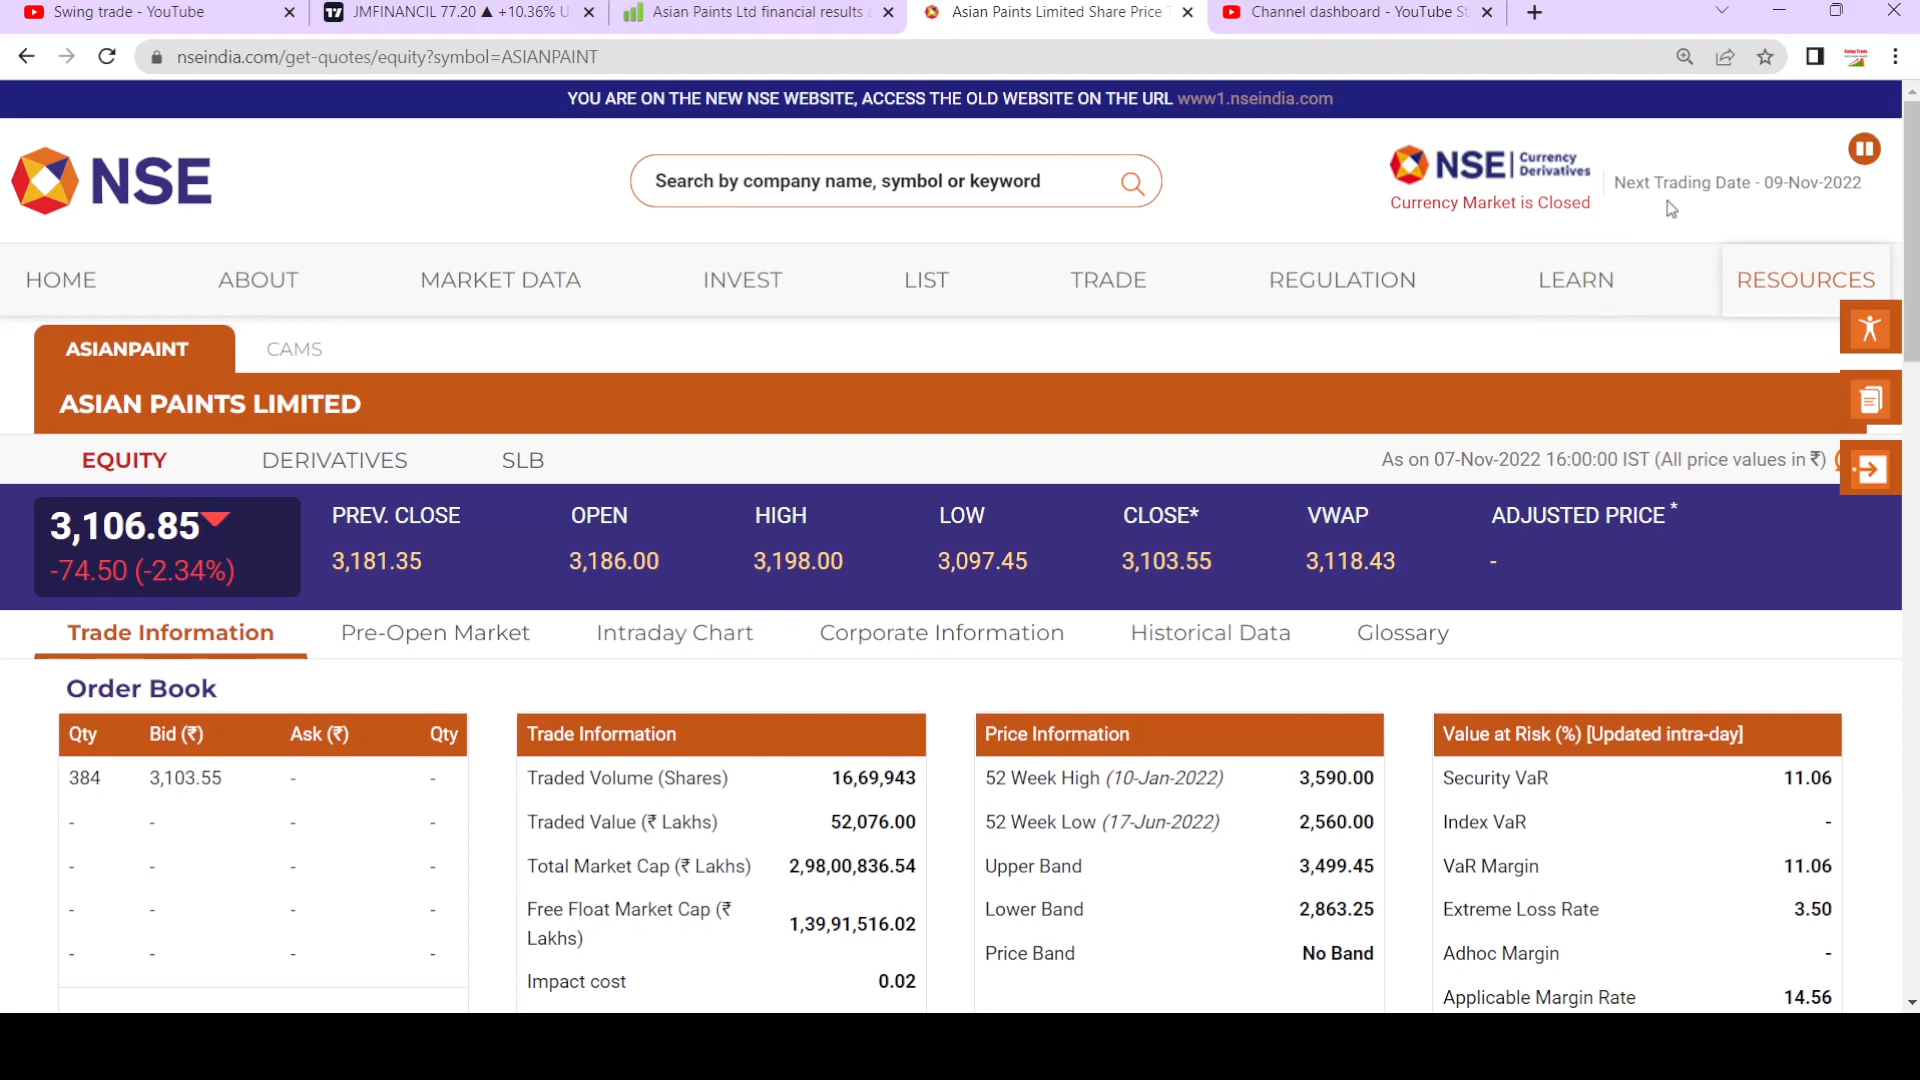 Swing trade - YouTube
JMFINANCIL 77.20 ▲ +10.36% U
Asian Paints Ltd financial results
Asian Paints Limited Share Price
Channel dashboard - YouTube St
nseindia.com/get-quotes/equity?symbol=ASIANPAINT
YOU ARE ON THE NEW NSE WEBSITE, ACCESS THE OLD WEBSITE ON THE URL www1.nseindia.com
NSE
Search by company name, symbol or keyword
NSE | Currency Derivatives
Currency Market is Closed
Next Trading Date - 09-Nov-2022
HOME ABOUT MARKET DATA INVEST LIST TRADE REGULATION LEARN RESOURCES
ASIANPAINT CAMS
ASIAN PAINTS LIMITED
EQUITY DERIVATIVES SLB As on 07-Nov-2022 16:00:00 IST (All price values in ₹)
3,106.85
-74.50 (-2.34%)
PREV. CLOSE OPEN HIGH LOW CLOSE* VWAP ADJUSTED PRICE *
3,181.35 3,186.00 3,198.00 3,097.45 3,103.55 3,118.43 -
Trade Information Pre-Open Market Intraday Chart Corporate Information Historical Data Glossary
Order Book
Qty Bid (₹) Ask (₹) Qty
384 3,103.55 - -
- - - -
- - - -
- - - -
- - - -
Trade Information
Traded Volume (Shares) 16,69,943
Traded Value (₹ Lakhs) 52,076.00
Total Market Cap (₹ Lakhs) 2,98,00,836.54
Free Float Market Cap (₹ Lakhs) 1,39,91,516.02
Impact cost 0.02
Price Information
52 Week High (10-Jan-2022) 3,590.00
52 Week Low (17-Jun-2022) 2,560.00
Upper Band 3,499.45
Lower Band 2,863.25
Price Band No Band
Value at Risk (%) [Updated intra-day]
Security VaR 11.06
Index VaR -
VaR Margin 11.06
Extreme Loss Rate 3.50
Adhoc Margin -
Applicable Margin Rate 14.56